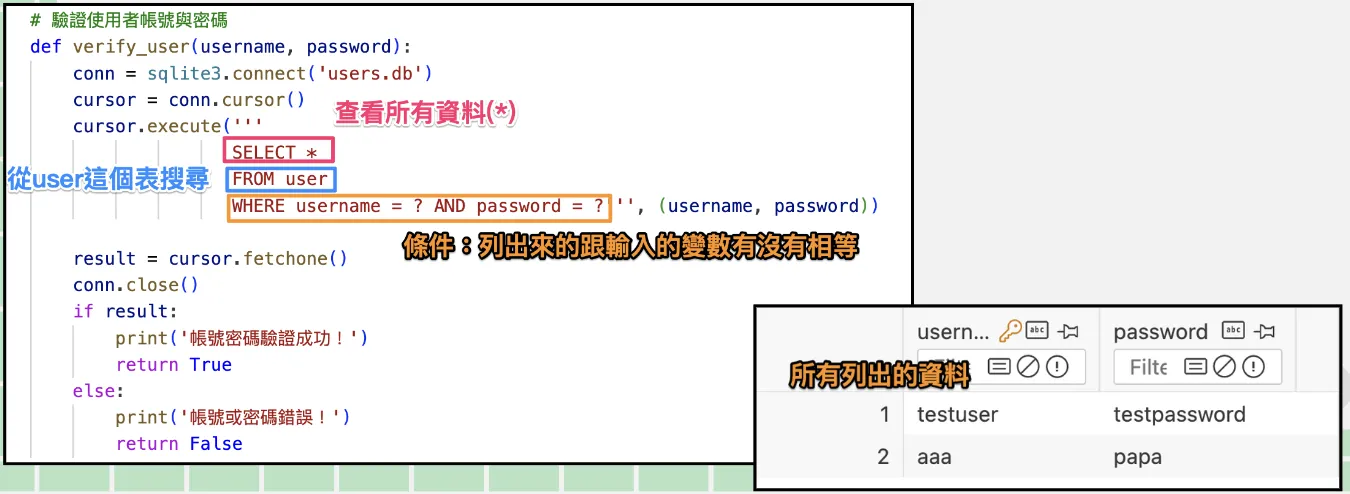 # 驗證使用者帳號與密碼
def verify_user(username, password):
conn = sqlite3.connect('users.db')
cursor = conn.cursor()
cursor.execute('''
查看所有資料(*)
SELECT *
從user這個表搜尋
FROM user
WHERE username = ? AND password = ? '', (username, password))
條件：列出來的跟輸入的變數有沒有相等
result = cursor.fetchone()
conn.close()
if result:
print('帳號密碼驗證成功！')
return True
else:
print('帳號或密碼錯誤！')
return False
usern... abc password abc
所有列出的資料 Filte
1 testuser testpassword
2 aaa papa